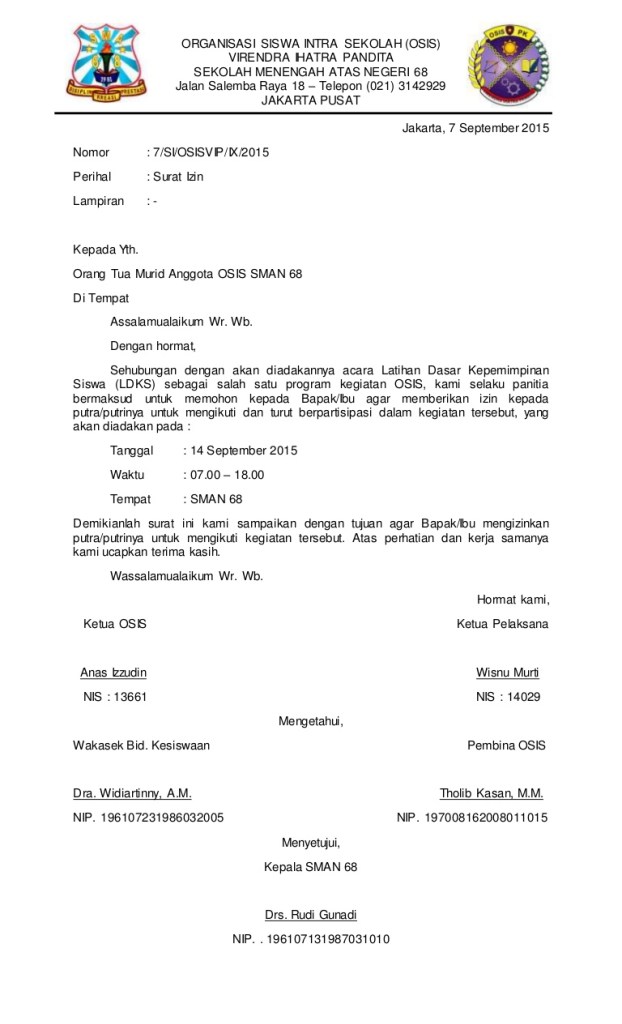 ORGANISASI SISWA INTRA SEKOLAH (OSIS)
VIRENDRA IHATRA PANDITA
SEKOLAH MENENGAH ATAS NEGERI 68
Jalan Salemba Raya 18 – Telepon (021) 3142929
JAKARTA PUSAT
OSIS PK
DISIPLIN KREASI PRESTASI
Jakarta, 7 September 2015
Nomor : 7/SI/OSISVIP/IX/2015
Perihal : Surat Izin
Lampiran : -
Kepada Yth.
Orang Tua Murid Anggota OSIS SMAN 68
Di Tempat
Assalamualaikum Wr. Wb.
Dengan hormat,
Sehubungan dengan akan diadakannya acara Latihan Dasar Kepemimpinan
Siswa (LDKS) sebagai salah satu program kegiatan OSIS, kami selaku panitia
bermaksud untuk memohon kepada Bapak/Ibu agar memberikan izin kepada
putra/putrinya untuk mengikuti dan turut berpartisipasi dalam kegiatan tersebut, yang
akan diadakan pada :
Tanggal : 14 September 2015
Waktu : 07.00 – 18.00
Tempat : SMAN 68
Demikianlah surat ini kami sampaikan dengan tujuan agar Bapak/Ibu mengizinkan
putra/putrinya untuk mengikuti kegiatan tersebut. Atas perhatian dan kerja samanya
kami ucapkan terima kasih.
Wassalamualaikum Wr. Wb.
Hormat kami,
Ketua OSIS Ketua Pelaksana
Anas Izzudin Wisnu Murti
NIS : 13661 NIS : 14029
Mengetahui,
Wakasek Bid. Kesiswaan Pembina OSIS
Dra. Widiartinny, A.M. Tholib Kasan, M.M.
NIP. 196107231986032005 NIP. 197008162008011015
Menyetujui,
Kepala SMAN 68
Drs. Rudi Gunadi
NIP. . 196107131987031010